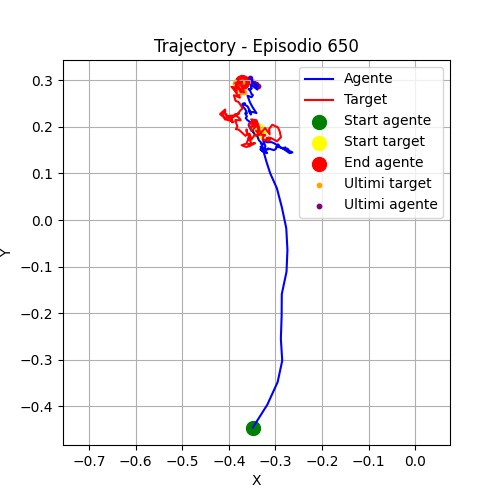 Trajectory - Episodio 650
Agente
Target
Start agente
Start target
End agente
Ultimi target
Ultimi agente
0.3
0.2
0.1
0.0
−0.1
−0.2
−0.3
−0.4
Y
−0.7
−0.6
−0.5
−0.4
−0.3
−0.2
−0.1
0.0
X